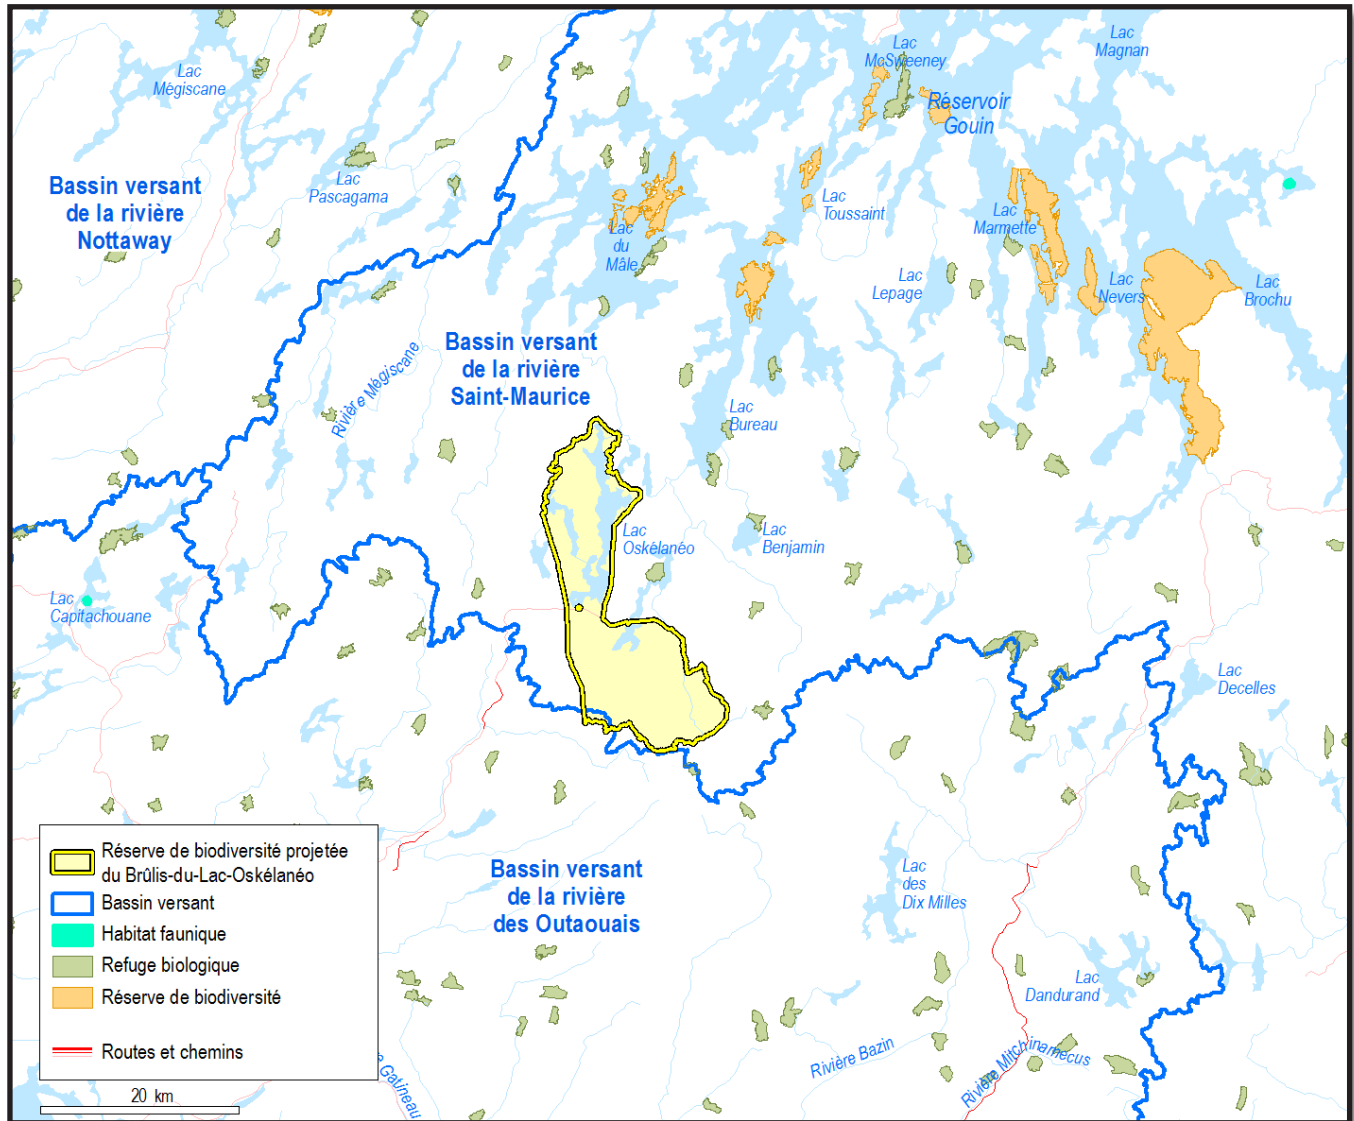 Lac
Mégiscane
Lac
McSweeney
Lac
Magnan
Réservoir
Gouin
Bassin versant
de la rivière
Nottaway
Lac
Pascagama
Lac
Toussaint
Lac
Marmette
Lac
du
Mâle
Lac
Lepage
Lac
Nevers
Lac
Brochu
Bassin versant
de la rivière
Saint-Maurice
Rivière Mégiscane
Lac
Bureau
Lac
Oskélanéo
Lac
Benjamin
Lac
Capitachouane
Lac
Decelles
Bassin versant
de la rivière
des Outaouais
Lac
des
Dix Milles
Lac
Dandurand
Rivière Bazin
Rivière Mitchinamecus
e Gatineau
Réserve de biodiversité projetée
du Brûlis-du-Lac-Oskélanéo
Bassin versant
Habitat faunique
Refuge biologique
Réserve de biodiversité
Routes et chemins
20 km